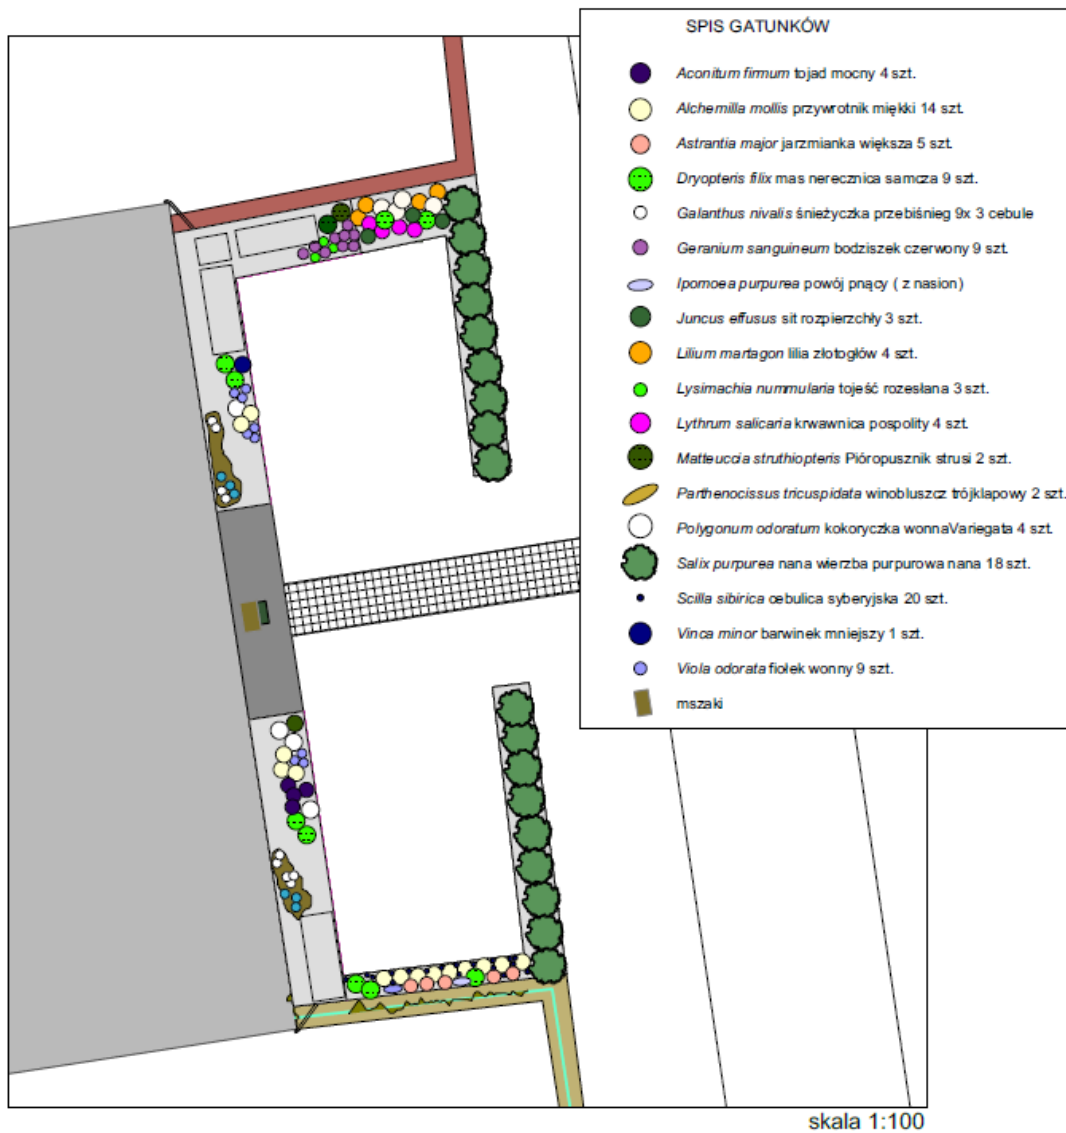 SPIS GATUNKÓW
Aconitum firmum tojad mocny 4 szt.
Alchemilla mollis przywrotnik miękki 14 szt.
Astrantia major jarzmianka większa 5 szt.
Dryopteris filix mas nerecznica samcza 9 szt.
Galanthus nivalis śnieżyczka przebiśnieg 9x 3 cebule
Geranium sanguineum bodziszek czerwony 9 szt.
Ipomoea purpurea powój pnący ( z nasion)
Juncus effusus sit rozpierzchły 3 szt.
Lilium martagon lilia złotogłów 4 szt.
Lysimachia nummularia tojeść rozesłana 3 szt.
Lythrum salicaria krwawnica pospolity 4 szt.
Matteuccia struthiopteris Pióropusznik strusi 2 szt.
Parthenocissus tricuspidata winobluszcz trójklapowy 2 szt.
Polygonum odoratum kokoryczka wonnaVariegata 4 szt.
Salix purpurea nana wierzba purpurowa nana 18 szt.
Scilla sibirica cebulica syberyjska 20 szt.
Vinca minor barwinek mniejszy 1 szt.
Viola odorata fiołek wonny 9 szt.
mszaki
skala 1:100